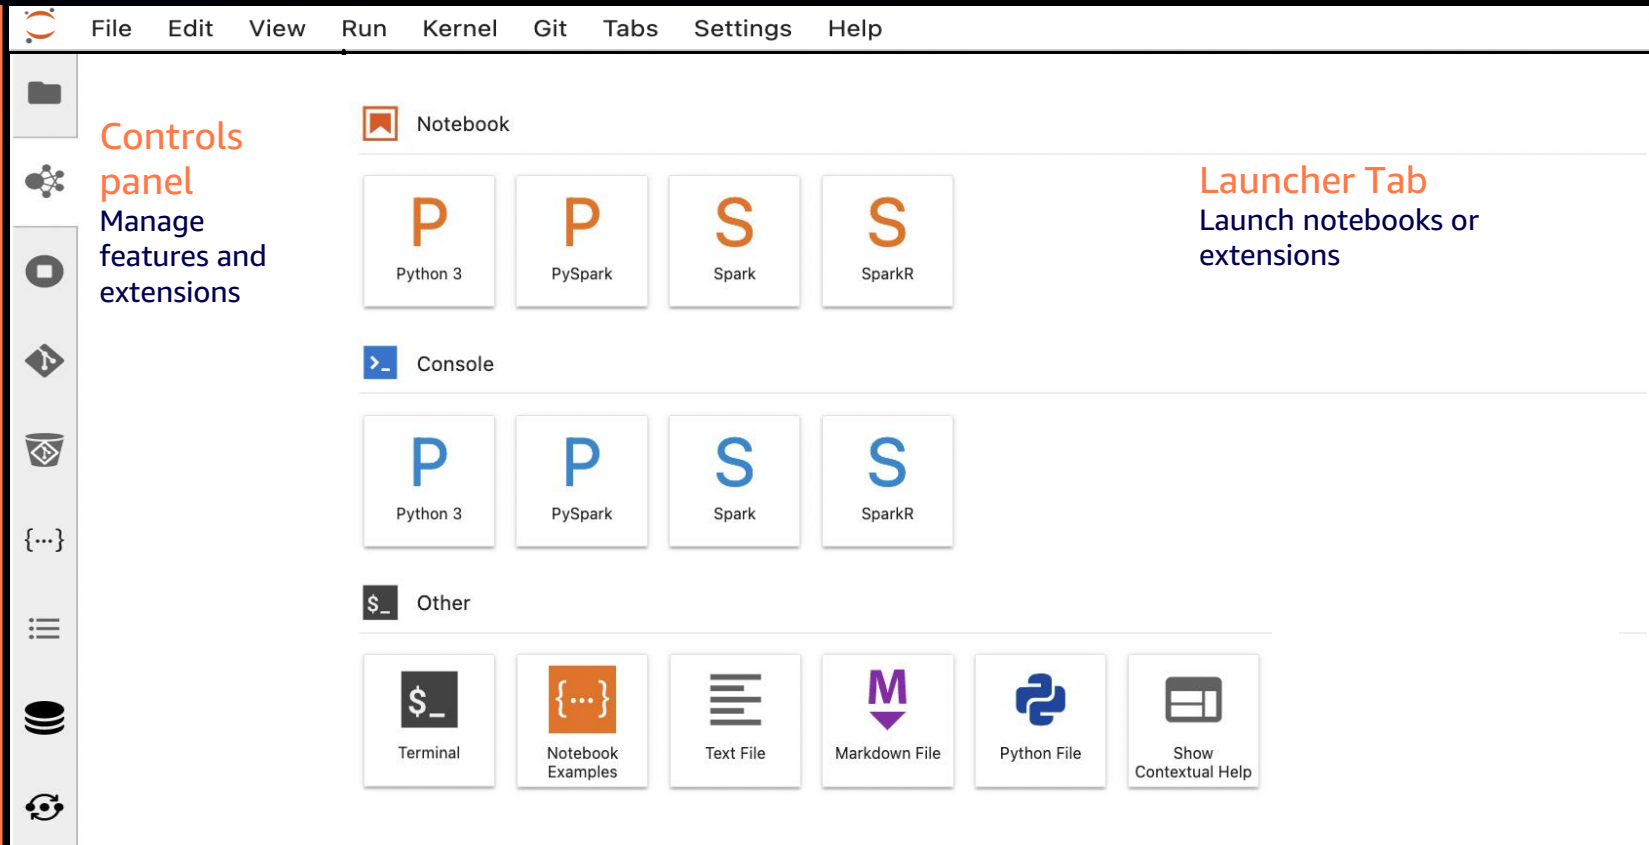 File Edit View Run Kernel Git Tabs Settings Help
Controls
panel
Manage
features and
extensions
Notebook
P P S S
Python 3 PySpark Spark SparkR
Launcher Tab
Launch notebooks or
extensions
>_ Console
P P S S
Python 3 PySpark Spark SparkR
{···}
$_ Other
$_ {···} M
Terminal Notebook Examples Text File Markdown File Python File Show Contextual Help